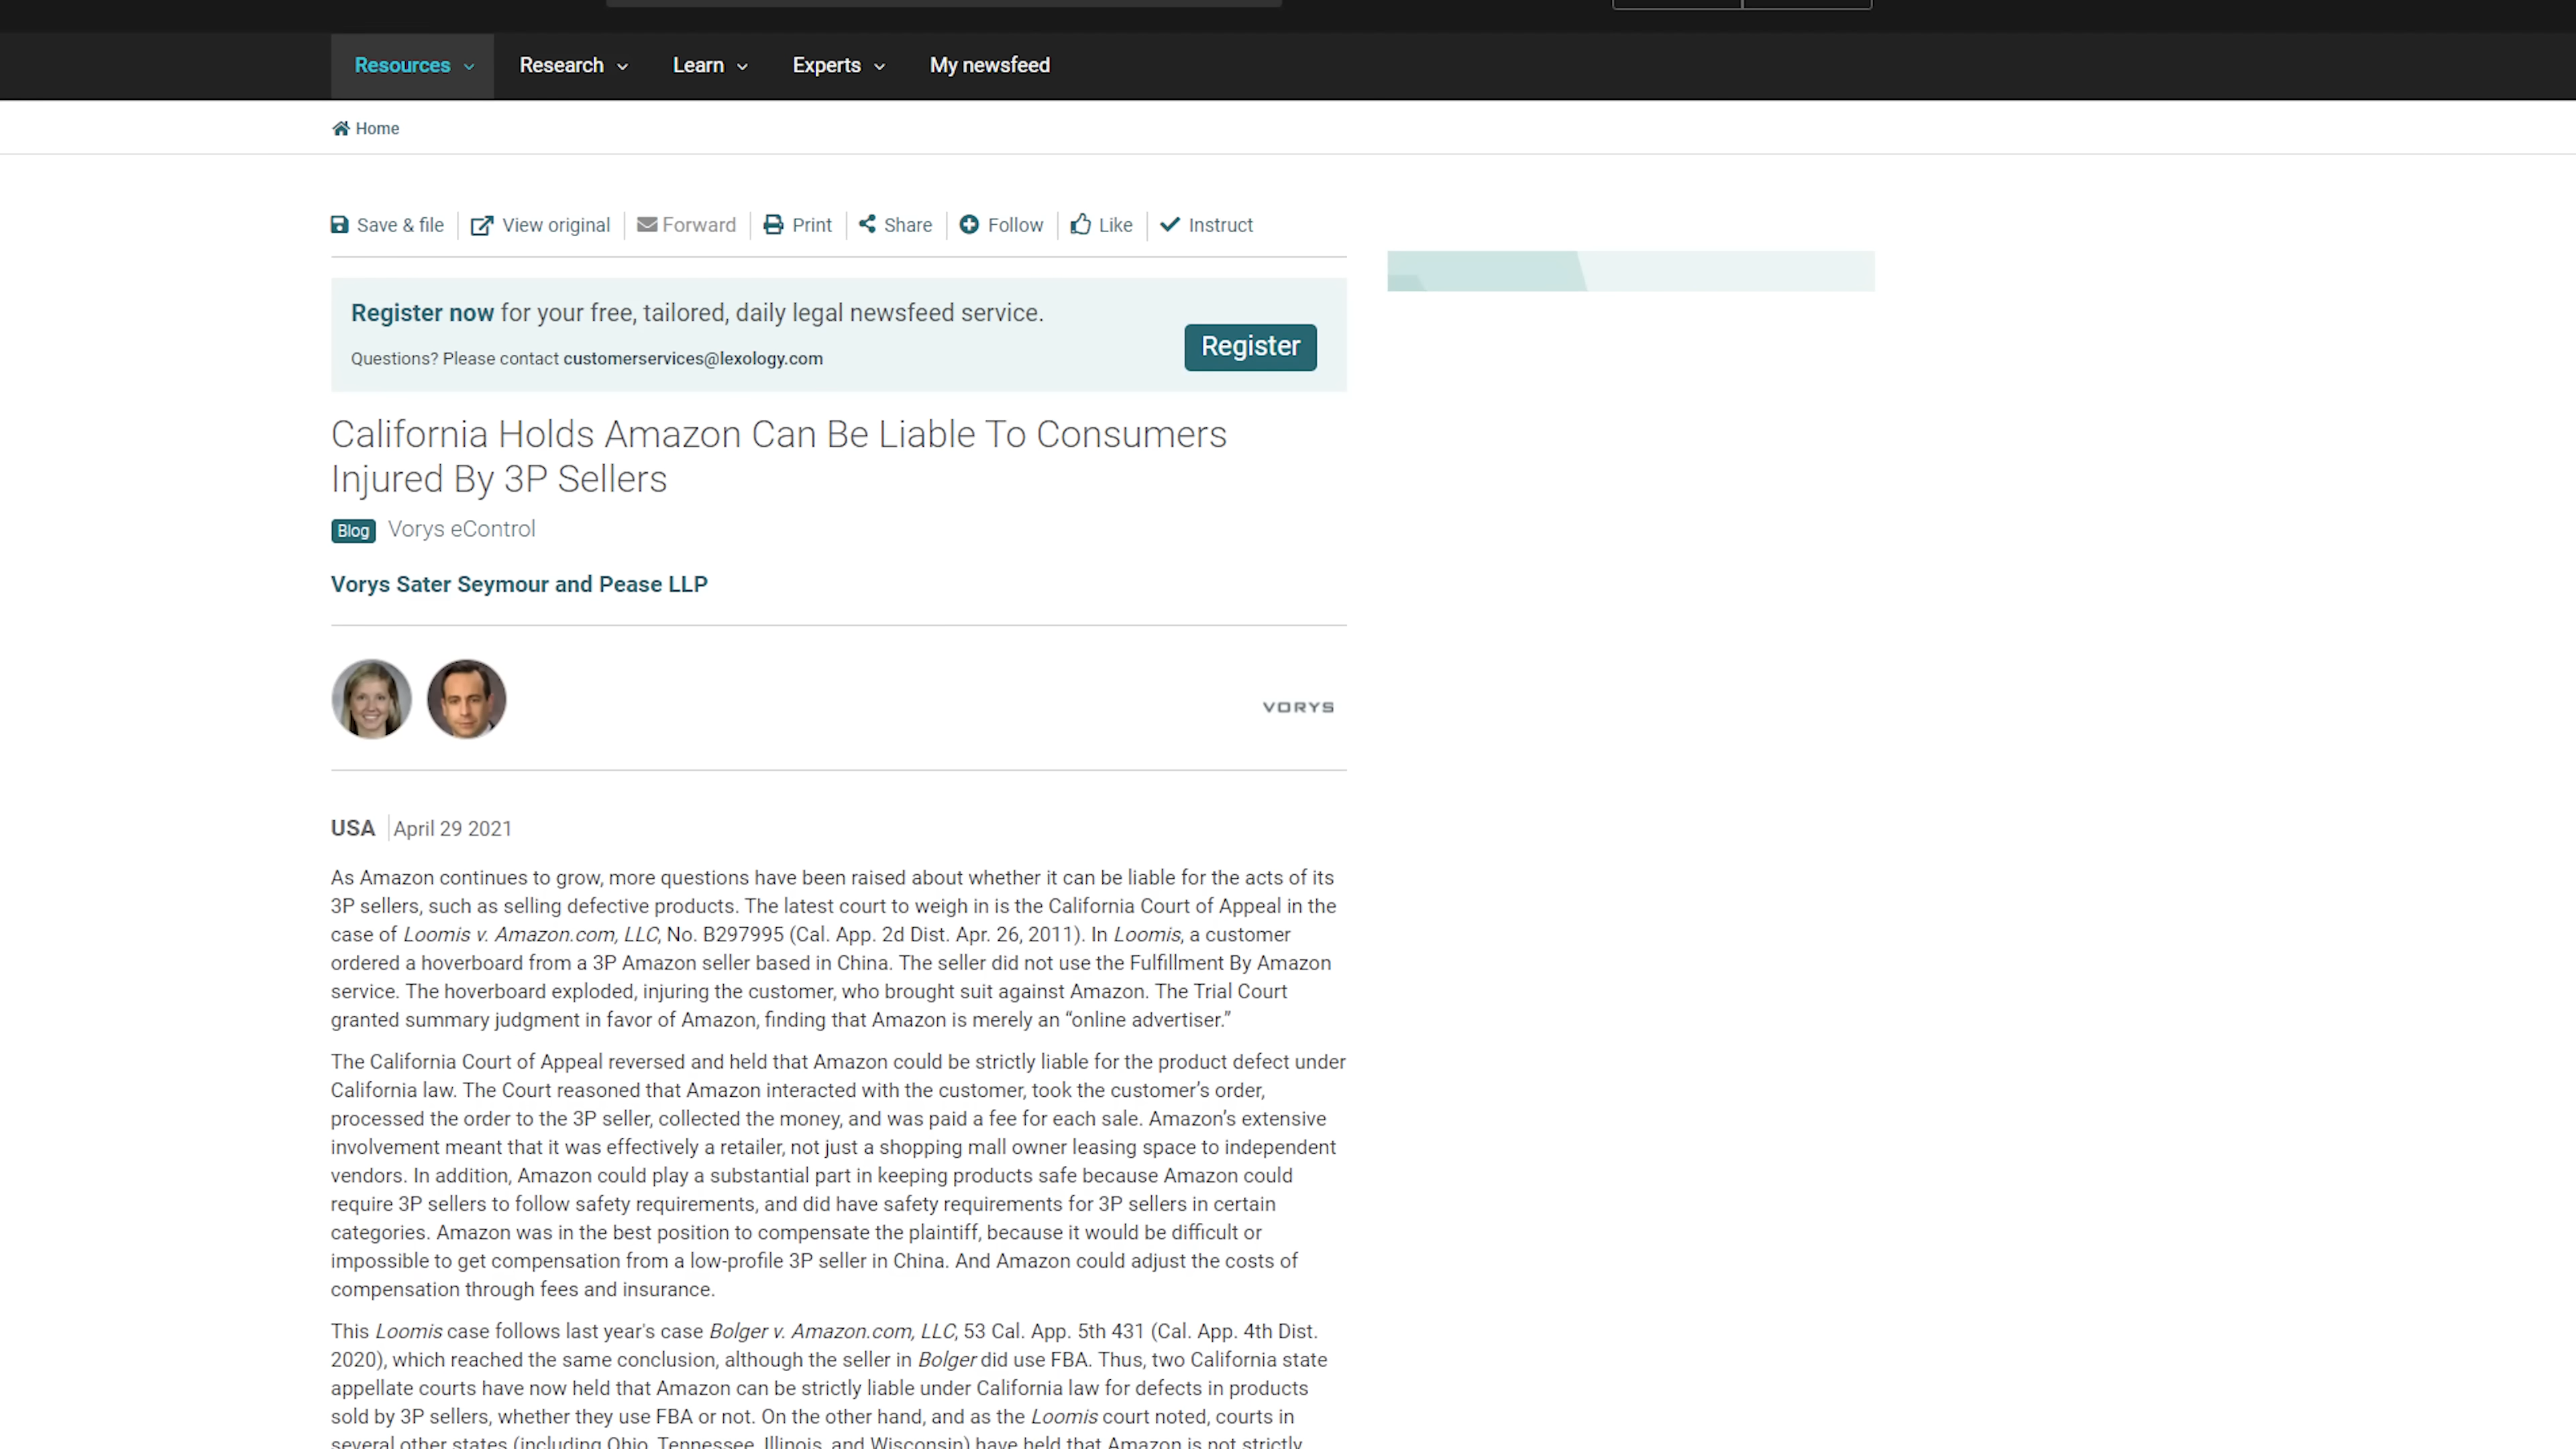 Resources Research Learn Experts My newsfeed
Home
Save & file View original Forward Print Share Follow Like Instruct
Register now for your free, tailored, daily legal newsfeed service.
Questions? Please contact customerservices@lexology.com
Register
California Holds Amazon Can Be Liable To Consumers
Injured By 3P Sellers
Blog Vorys eControl
Vorys Sater Seymour and Pease LLP
VORYS
USA April 29 2021
As Amazon continues to grow, more questions have been raised about whether it can be liable for the acts of its
3P sellers, such as selling defective products. The latest court to weigh in is the California Court of Appeal in the
case of Loomis v. Amazon.com, LLC, No. B297995 (Cal. App. 2d Dist. Apr. 26, 2011). In Loomis, a customer
ordered a hoverboard from a 3P Amazon seller based in China. The seller did not use the Fulfillment By Amazon
service. The hoverboard exploded, injuring the customer, who brought suit against Amazon. The Trial Court
granted summary judgment in favor of Amazon, finding that Amazon is merely an “online advertiser.”
The California Court of Appeal reversed and held that Amazon could be strictly liable for the product defect under
California law. The Court reasoned that Amazon interacted with the customer, took the customer’s order,
processed the order to the 3P seller, collected the money, and was paid a fee for each sale. Amazon’s extensive
involvement meant that it was effectively a retailer, not just a shopping mall owner leasing space to independent
vendors. In addition, Amazon could play a substantial part in keeping products safe because Amazon could
require 3P sellers to follow safety requirements, and did have safety requirements for 3P sellers in certain
categories. Amazon was in the best position to compensate the plaintiff, because it would be difficult or
impossible to get compensation from a low-profile 3P seller in China. And Amazon could adjust the costs of
compensation through fees and insurance.
This Loomis case follows last year's case Bolger v. Amazon.com, LLC, 53 Cal. App. 5th 431 (Cal. App. 4th Dist.
2020), which reached the same conclusion, although the seller in Bolger did use FBA. Thus, two California state
appellate courts have now held that Amazon can be strictly liable under California law for defects in products
sold by 3P sellers, whether they use FBA or not. On the other hand, and as the Loomis court noted, courts in
several other states (including Ohio, Tennessee, Illinois, and Wisconsin) have held that Amazon is not strictly